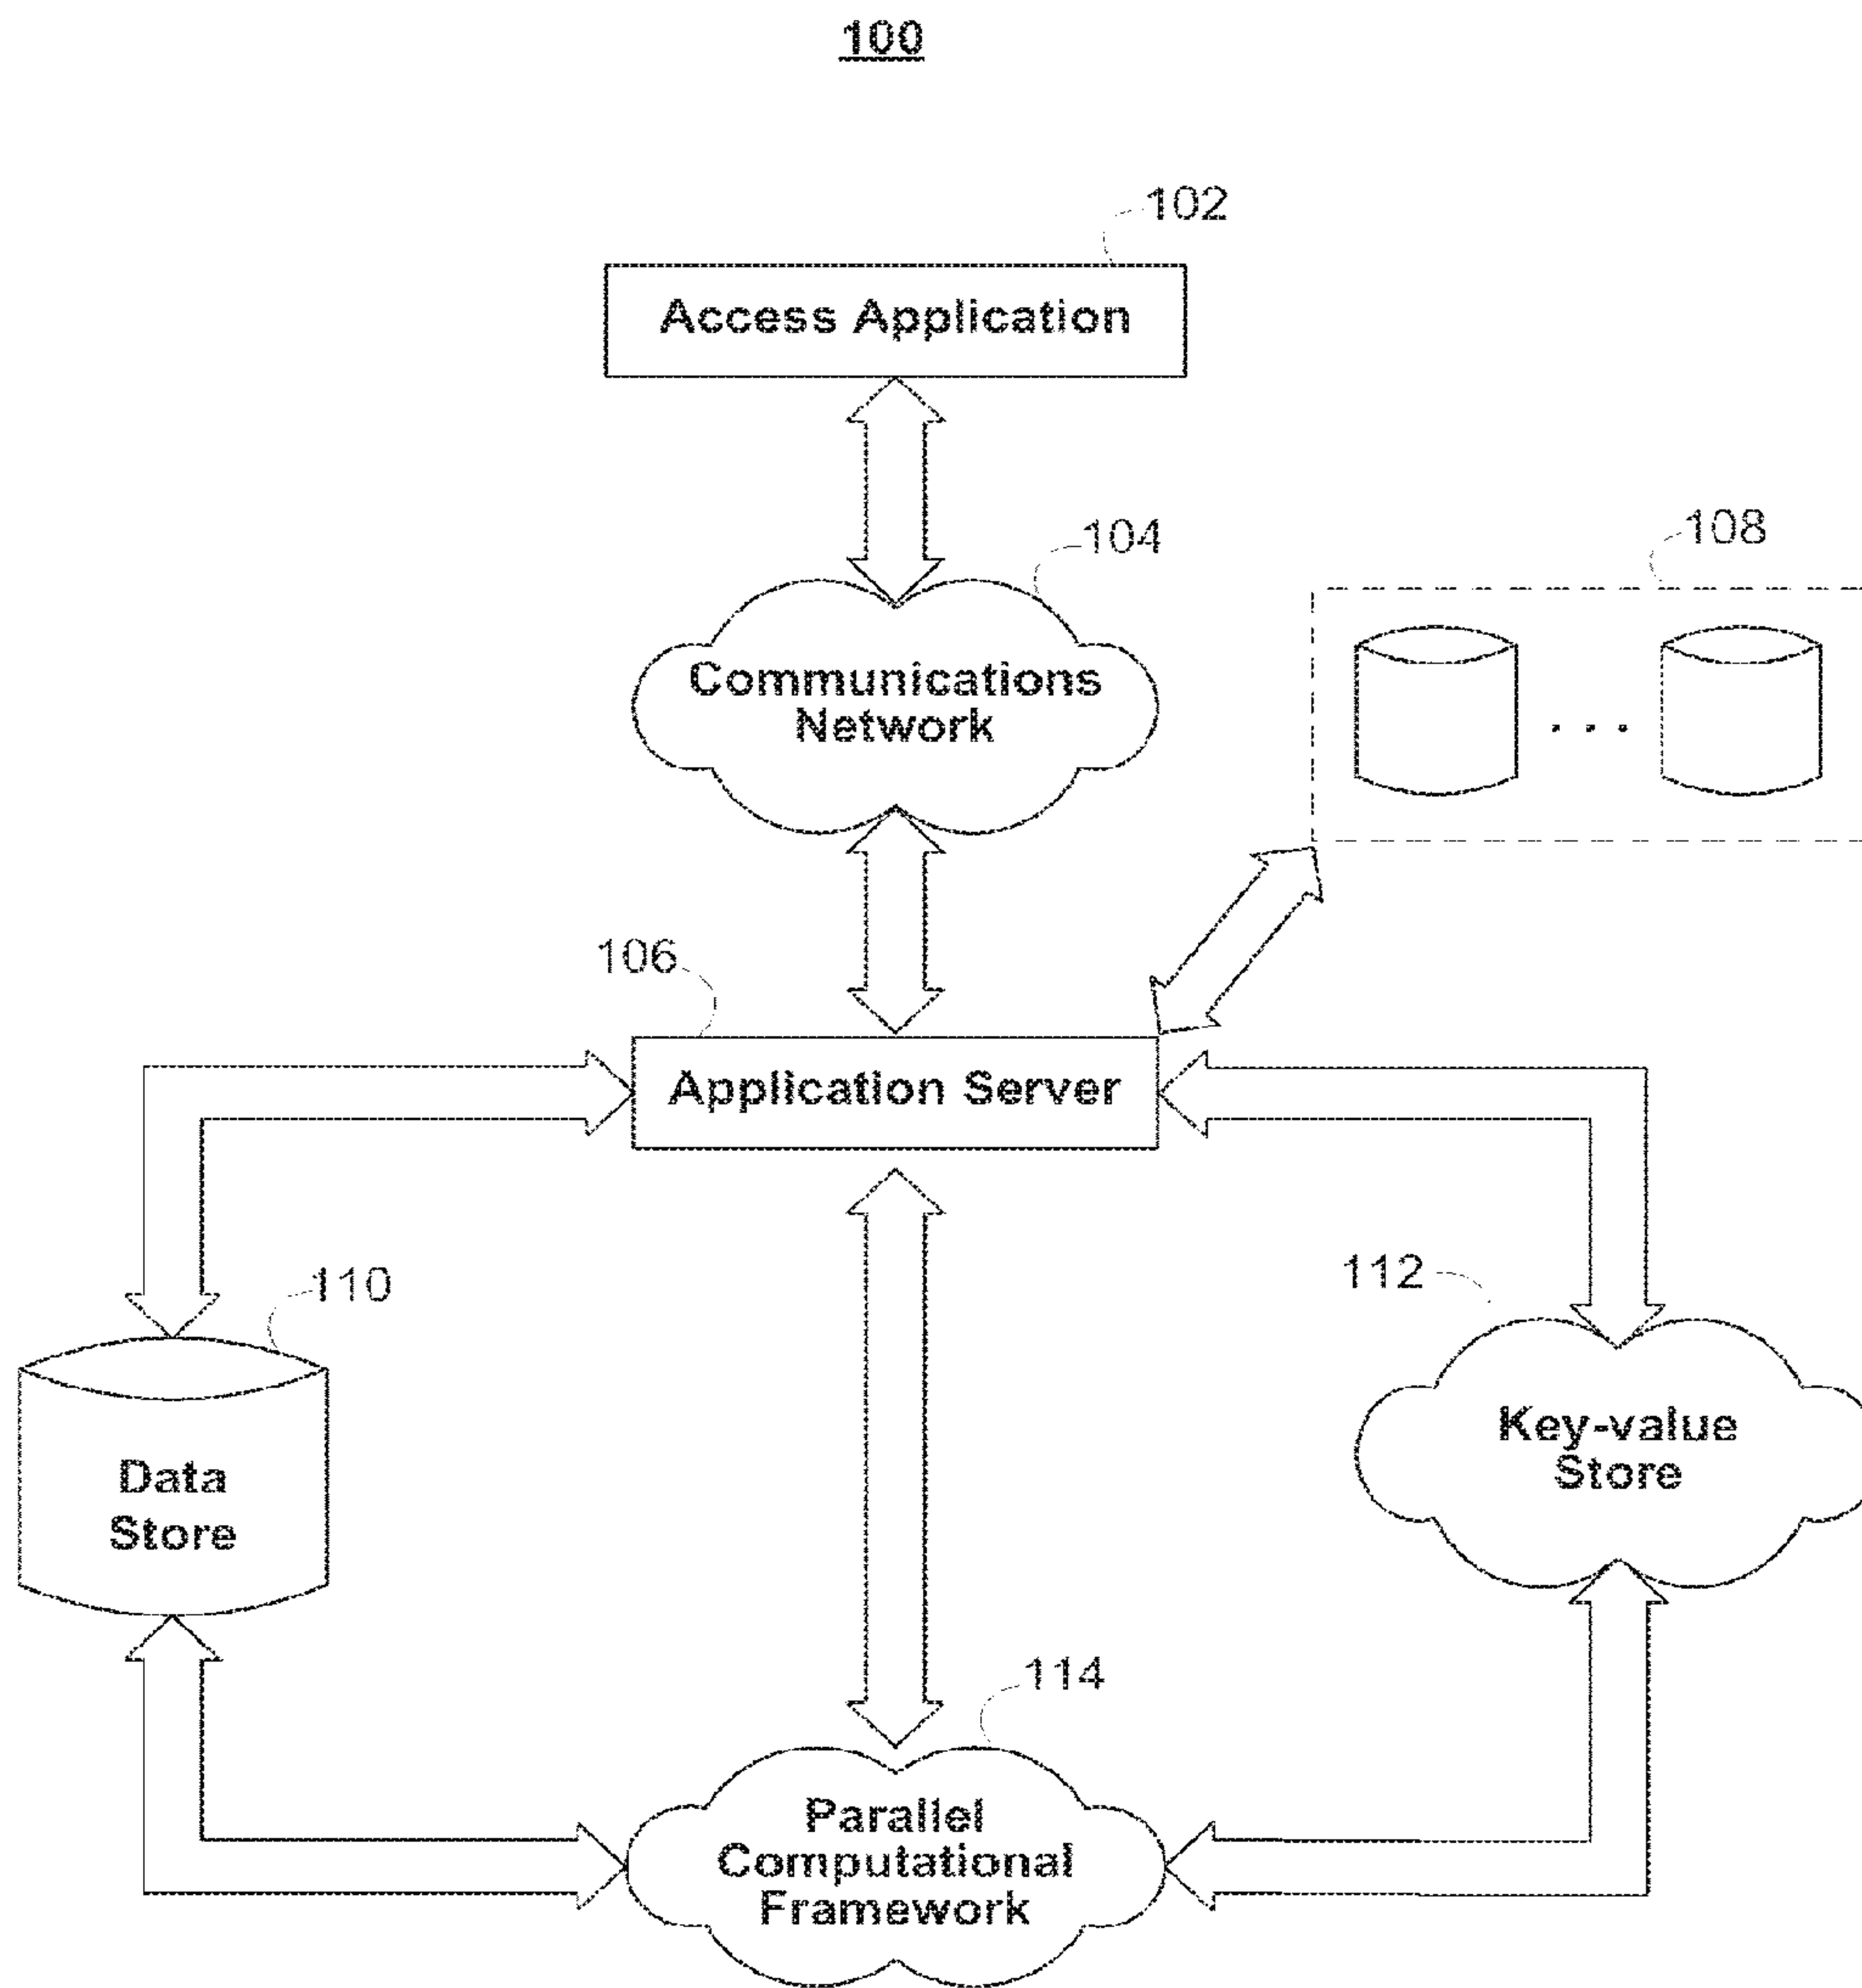 100
102
Access Application
104
108
Communications
Network
. . .
106
Application Server
110
112
Data
Store
Key-value
Store
114
Parallel
Computational
Framework